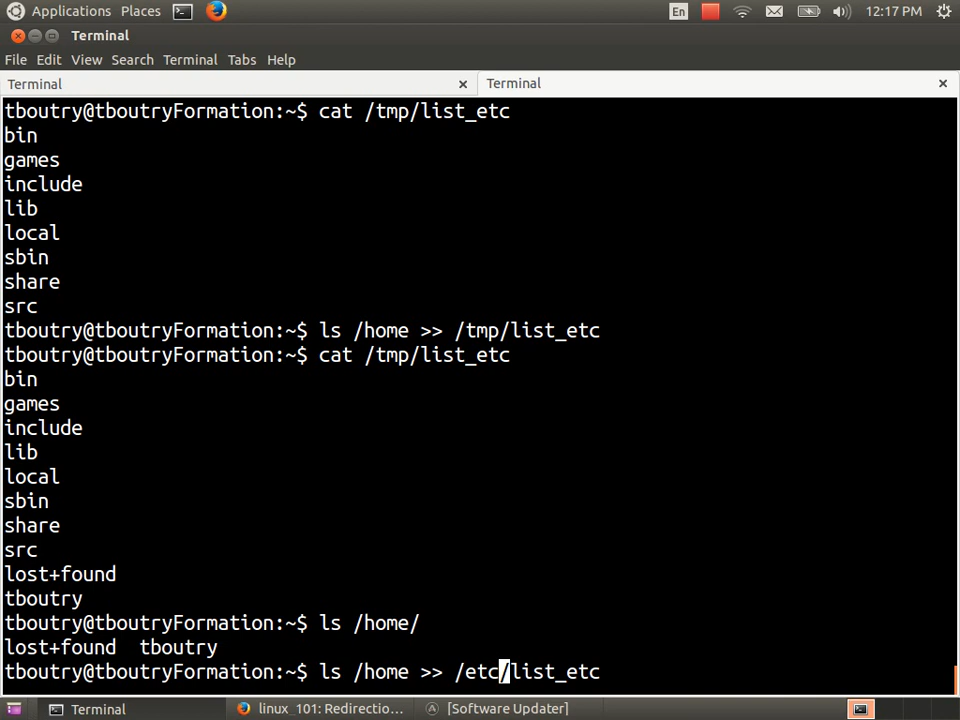 Applications Places En 12:17 PM
Terminal
File Edit View Search Terminal Tabs Help
Terminal Terminal
tboutry@tboutryFormation:~$ cat /tmp/list_etc
bin
games
include
lib
local
sbin
share
src
tboutry@tboutryFormation:~$ ls /home >> /tmp/list_etc
tboutry@tboutryFormation:~$ cat /tmp/list_etc
bin
games
include
lib
local
sbin
share
src
lost+found
tboutry
tboutry@tboutryFormation:~$ ls /home/
lost+found  tboutry
tboutry@tboutryFormation:~$ ls /home >> /etc/list_etc
Terminal linux_101: Redirectio... [Software Updater]